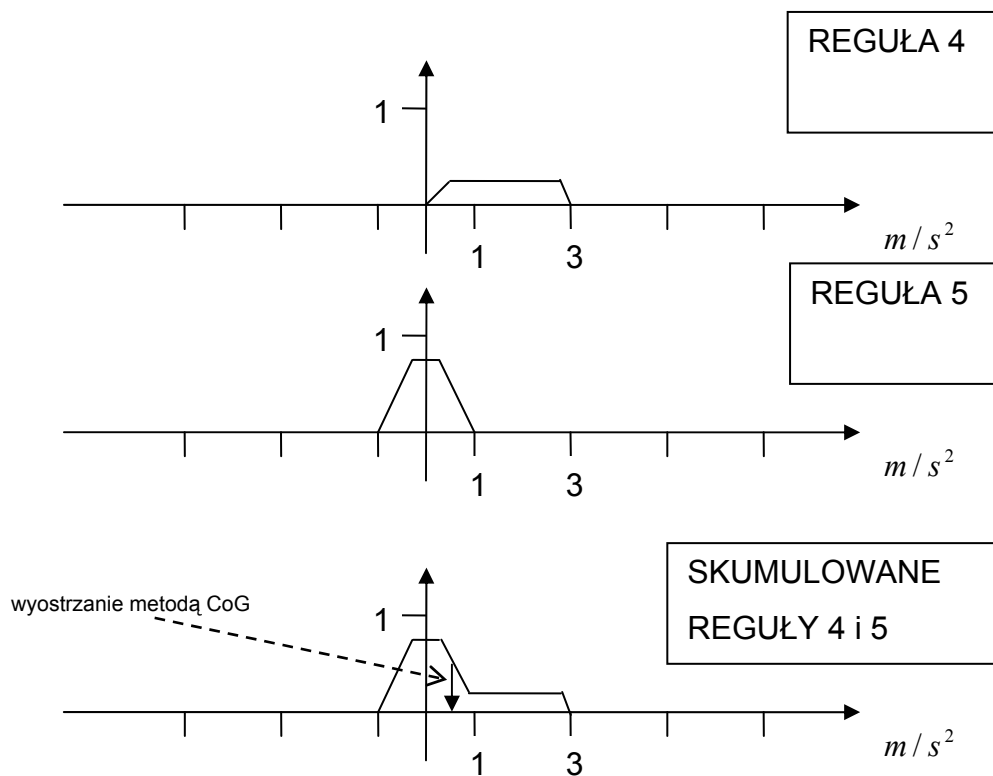 REGUŁA 4
1
1 3
m / s²
REGUŁA 5
1
1 3
m / s²
SKUMULOWANE
REGUŁY 4 i 5
wyostrzanie metodą CoG
1
1 3
m / s²